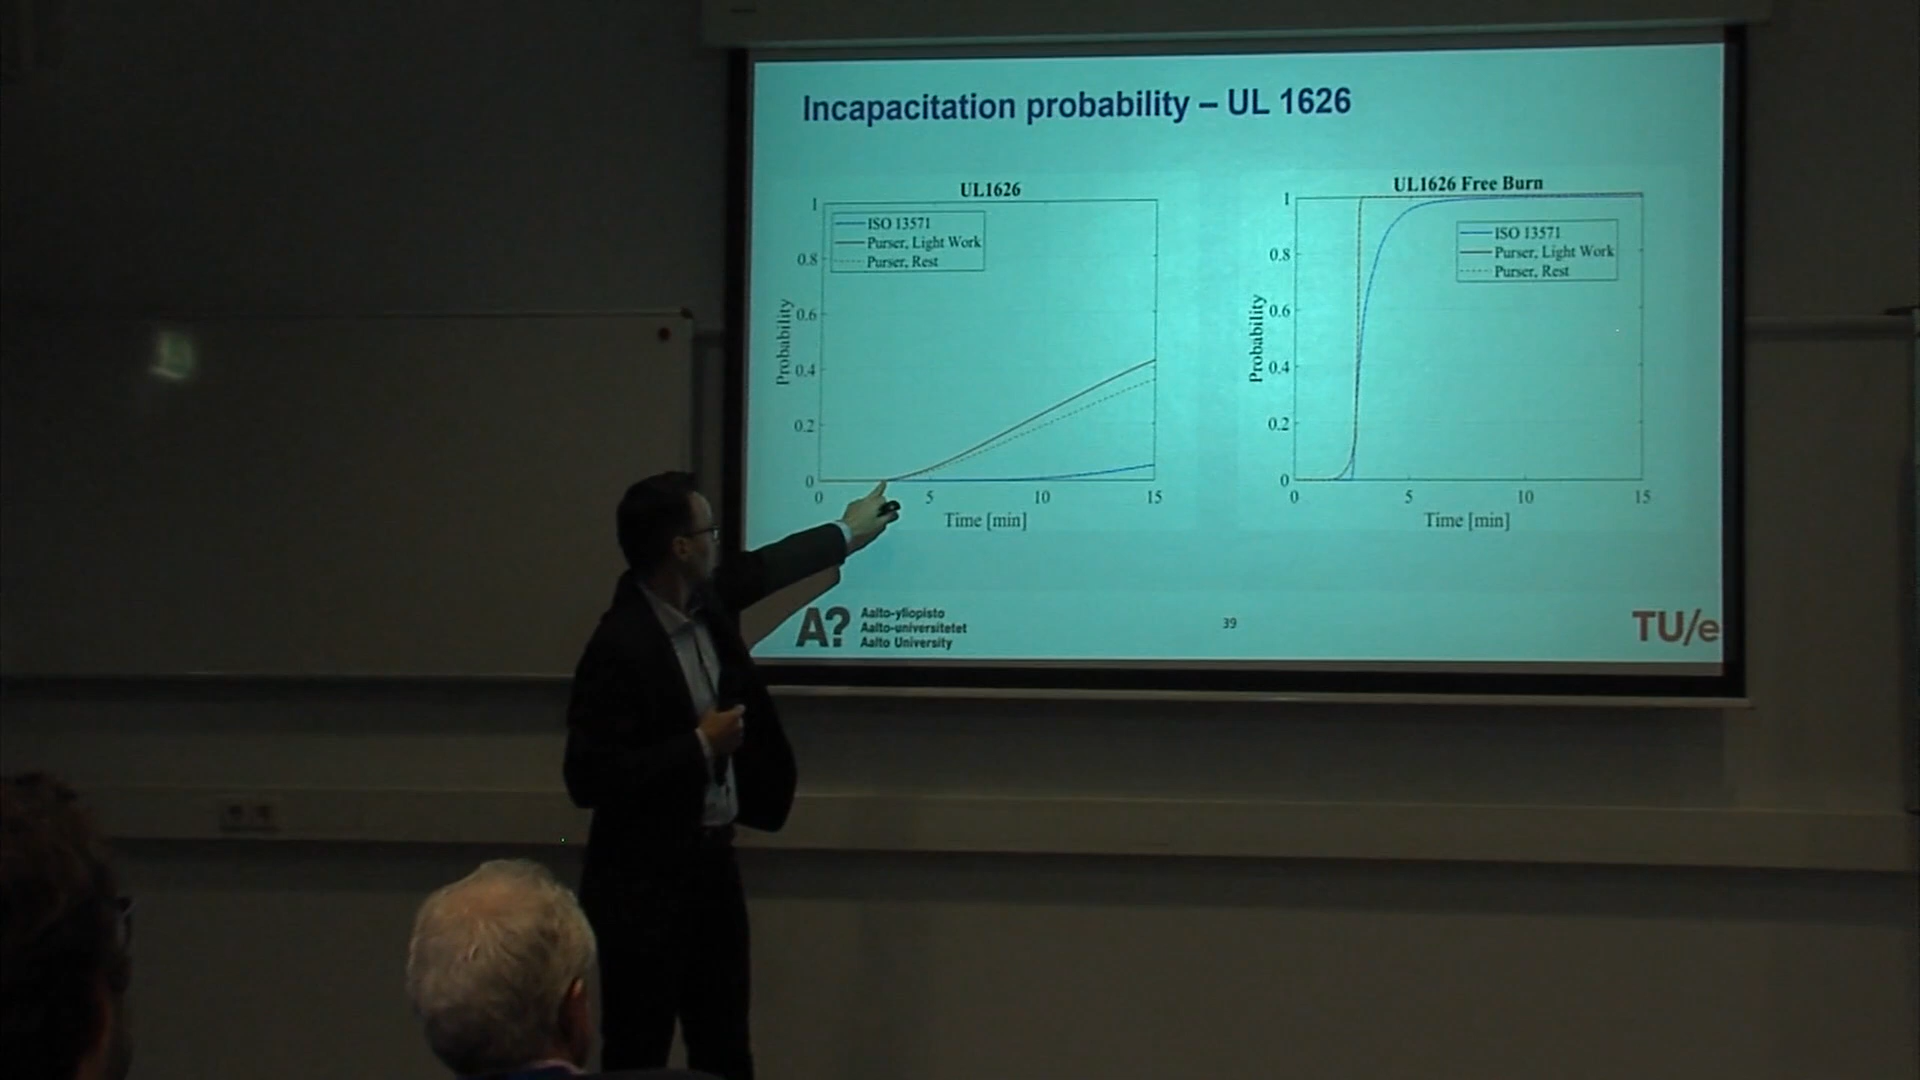 Incapacitation probability – UL 1626
UL1626
1
0.8
0.6
0.4
0.2
0
0
5
10
15
Probability
Time [min]
ISO 13571
Purser, Light Work
Purser, Rest
UL1626 Free Burn
1
0.8
0.6
0.4
0.2
0
0
5
10
15
Probability
Time [min]
ISO 13571
Purser, Light Work
Purser, Rest
A?
Aalto-yliopisto
Aalto-universitetet
Aalto University
39
TU/e